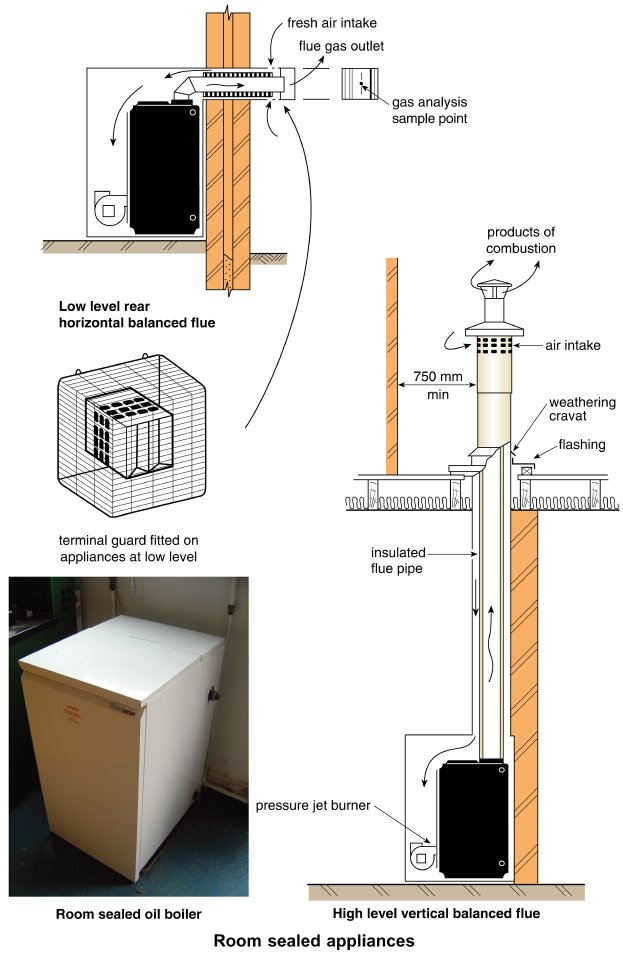 fresh air intake
flue gas outlet
gas analysis
sample point
Low level rear
horizontal balanced flue
products of
combustion
air intake
750 mm
min
weathering
cravat
flashing
terminal guard fitted on
appliances at low level
insulated
flue pipe
pressure jet burner
Room sealed oil boiler
High level vertical balanced flue
Room sealed appliances